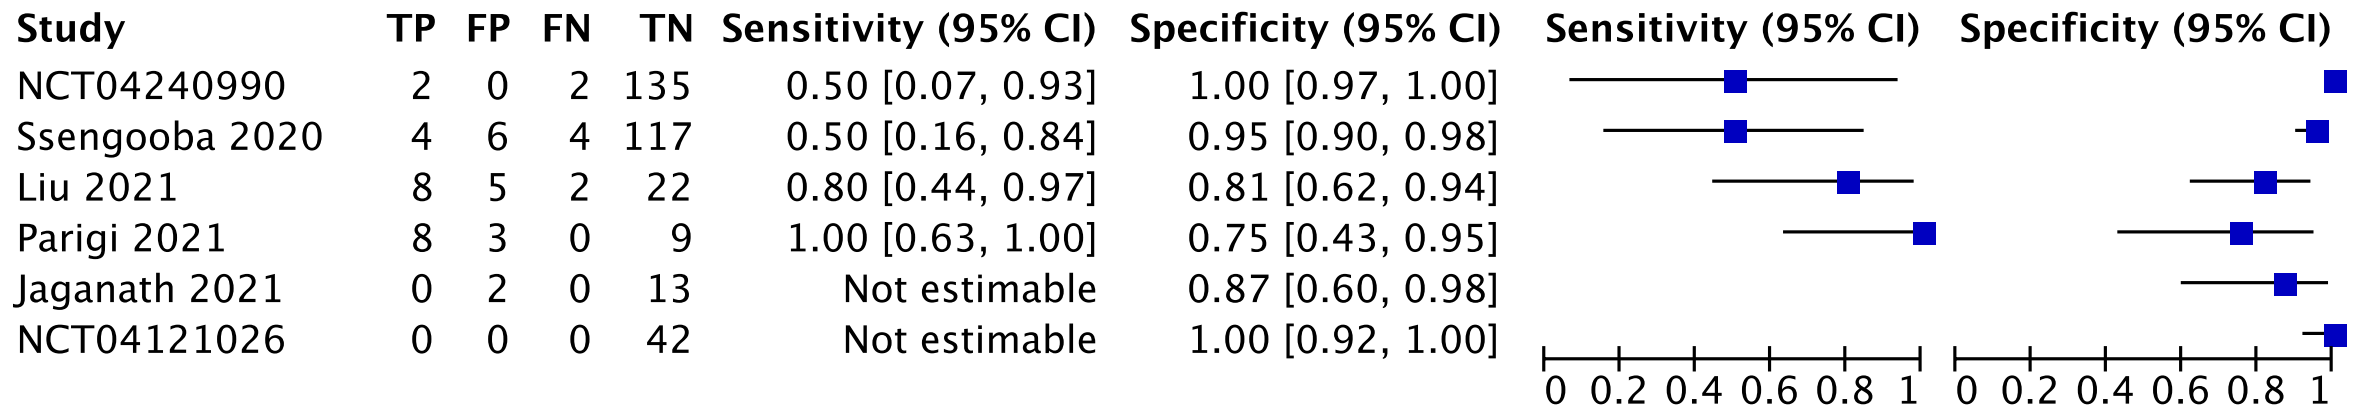 Study TP FP FN TN Sensitivity (95% CI) Specificity (95% CI) Sensitivity (95% CI) Specificity (95% CI)
NCT04240990 2 0 2 135 0.50 [0.07, 0.93] 1.00 [0.97, 1.00]
Ssengooba 2020 4 6 4 117 0.50 [0.16, 0.84] 0.95 [0.90, 0.98]
Liu 2021 8 5 2 22 0.80 [0.44, 0.97] 0.81 [0.62, 0.94]
Parigi 2021 8 3 0 9 1.00 [0.63, 1.00] 0.75 [0.43, 0.95]
Jaganath 2021 0 2 0 13 Not estimable 0.87 [0.60, 0.98]
NCT04121026 0 0 0 42 Not estimable 1.00 [0.92, 1.00]
0 0.2 0.4 0.6 0.8 1 0 0.2 0.4 0.6 0.8 1